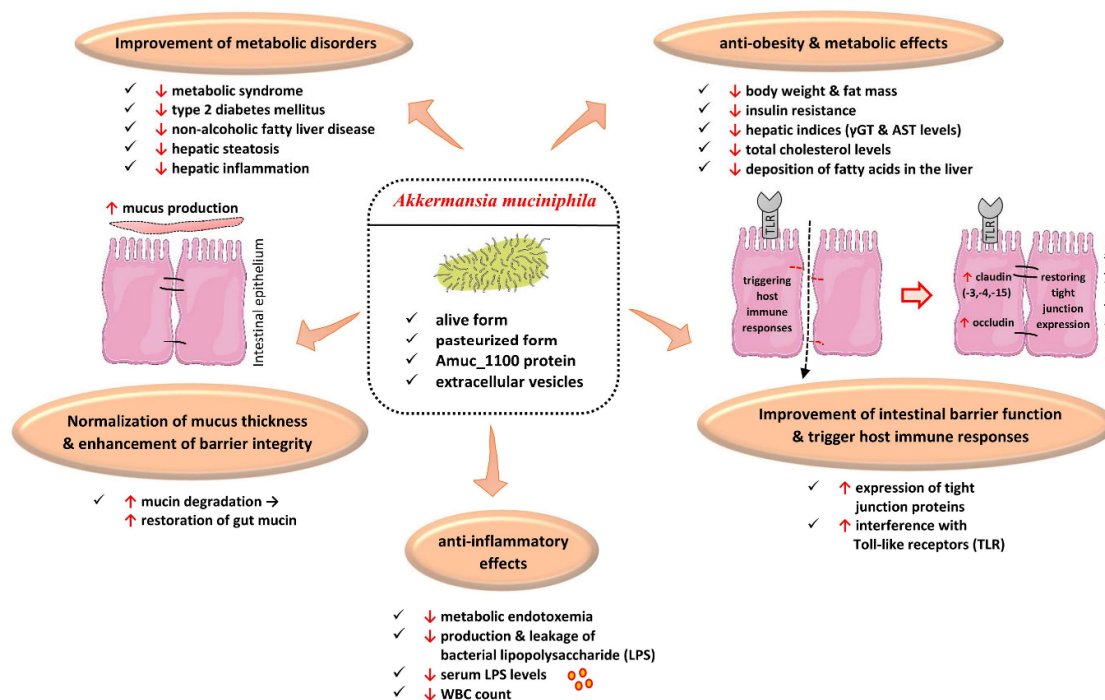 Improvement of metabolic disorders
✓ ↓ metabolic syndrome
✓ ↓ type 2 diabetes mellitus
✓ ↓ non-alcoholic fatty liver disease
✓ ↓ hepatic steatosis
✓ ↓ hepatic inflammation
anti-obesity & metabolic effects
✓ ↓ body weight & fat mass
✓ ↓ insulin resistance
✓ ↓ hepatic indices (γGT & AST levels)
✓ ↓ total cholesterol levels
✓ ↓ deposition of fatty acids in the liver
↑ mucus production
Intestinal epithelium
Akkermansia muciniphila
✓ alive form
✓ pasteurized form
✓ Amuc_1100 protein
✓ extracellular vesicles
TLR
triggering
host
immune
responses
TLR
↑ claudin
(-3,-4,-15)
↑ occludin
restoring
tight
junction
expression
Normalization of mucus thickness
& enhancement of barrier integrity
✓ ↑ mucin degradation →
↑ restoration of gut mucin
Improvement of intestinal barrier function
& trigger host immune responses
✓ ↑ expression of tight
junction proteins
✓ ↑ interference with
Toll-like receptors (TLR)
anti-inflammatory
effects
✓ ↓ metabolic endotoxemia
✓ ↓ production & leakage of
bacterial lipopolysaccharide (LPS)
✓ ↓ serum LPS levels
✓ ↓ WBC count